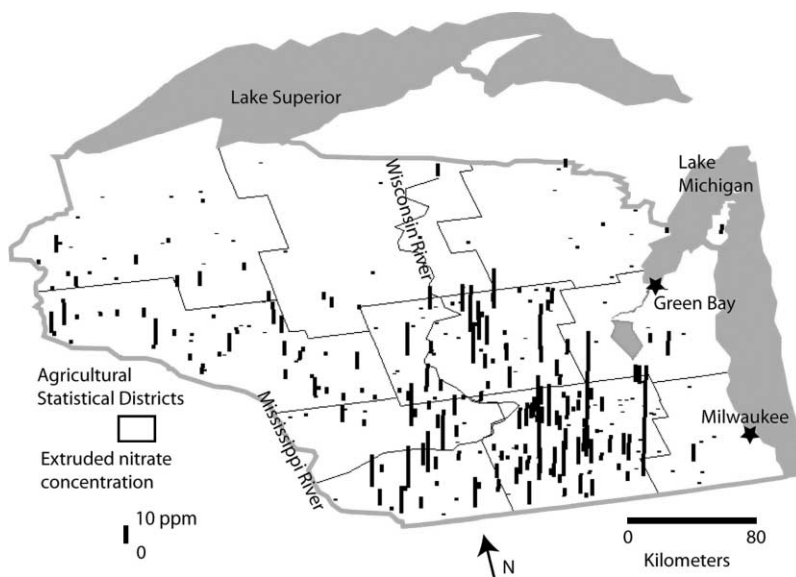 Lake Superior
Lake
Michigan
Wisconsin River
Green Bay
Agricultural
Statistical Districts
Extruded nitrate
concentration
Mississippi River
Milwaukee
10 ppm
0
N
0
80
Kilometers